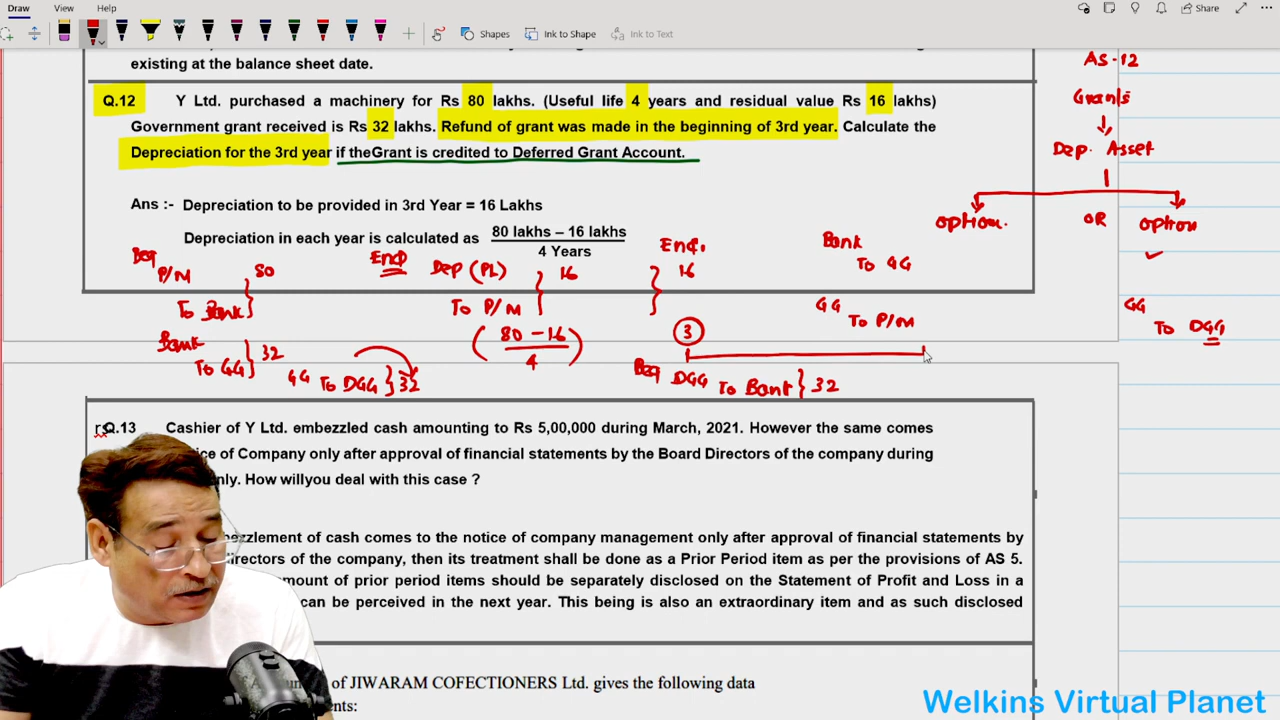 Draw View Help Share
Shapes Ink to Shape Ink to Text
existing at the balance sheet date.
Q.12 Y Ltd. purchased a machinery for Rs 80 lakhs. (Useful life 4 years and residual value Rs 16 lakhs)
Government grant received is Rs 32 lakhs. Refund of grant was made in the beginning of 3rd year. Calculate the
Depreciation for the 3rd year if theGrant is credited to Deferred Grant Account.
Ans :- Depreciation to be provided in 3rd Year = 16 Lakhs
Depreciation in each year is calculated as 80 lakhs – 16 lakhs
4 Years
AS-12
Grants
Dep. Asset
option. OR option
Beg
P/M 80
To Bank
Bank
To GG 32
GG
To DGG 32
End Dep (PL) 16
To P/M
(80 - 16
4)
End.
16
Bank
To GG
GG
To P/M
GG
To DGG
3
Beg DGG To Bank 32
rs
Q.13 Cashier of Y Ltd. embezzled cash amounting to Rs 5,00,000 during March, 2021. However the same comes
ice of Company only after approval of financial statements by the Board Directors of the company during
nly. How willyou deal with this case ?
ezzlement of cash comes to the notice of company management only after approval of financial statements by
irectors of the company, then its treatment shall be done as a Prior Period item as per the provisions of AS 5.
amount of prior period items should be separately disclosed on the Statement of Profit and Loss in a
can be perceived in the next year. This being is also an extraordinary item and as such disclosed
of JIWARAM COFECTIONERS Ltd. gives the following data
nts:
Welkins Virtual Planet